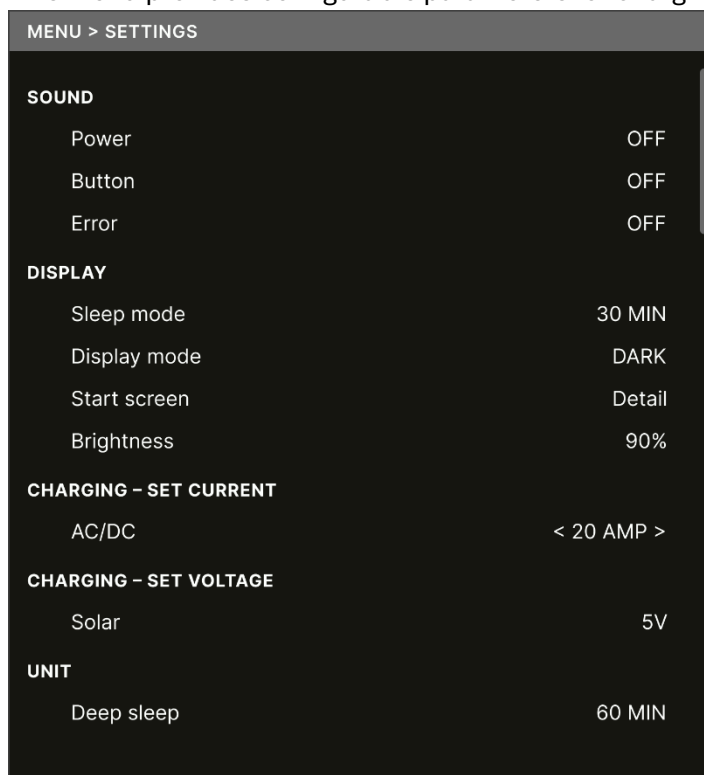 MENU > SETTINGS
SOUND
Power OFF
Button OFF
Error OFF
DISPLAY
Sleep mode 30 MIN
Display mode DARK
Start screen Detail
Brightness 90%
CHARGING – SET CURRENT
AC/DC < 20 AMP >
CHARGING – SET VOLTAGE
Solar 5V
UNIT
Deep sleep 60 MIN